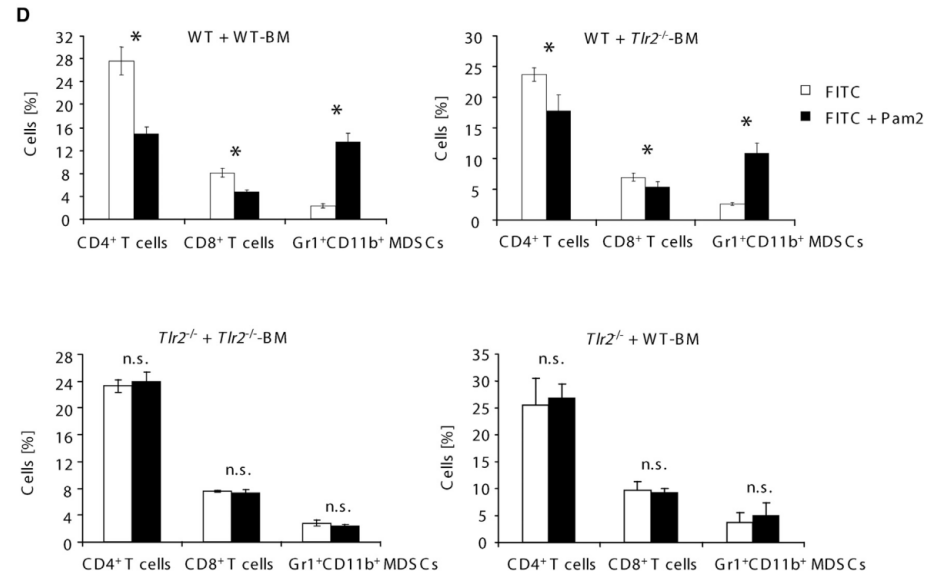 D
WT + WT-BM
Cells [%]
32
28
24
20
16
12
8
4
0
*
*
*
CD4⁺ T cells CD8⁺ T cells Gr1⁺CD11b⁺ MDSCs
WT + Tlr2⁻/⁻-BM
Cells [%]
30
25
20
15
10
5
0
*
*
*
CD4⁺ T cells CD8⁺ T cells Gr1⁺CD11b⁺ MDSCs
FITC
FITC + Pam2
Tlr2⁻/⁻ + Tlr2⁻/⁻-BM
Cells [%]
28
24
20
16
12
8
4
0
n.s.
n.s.
n.s.
CD4⁺ T cells CD8⁺ T cells Gr1⁺CD11b⁺ MDSCs
Tlr2⁻/⁻ + WT-BM
Cells [%]
35
30
25
20
15
10
5
0
n.s.
n.s.
n.s.
CD4⁺ T cells CD8⁺ T cells Gr1⁺CD11b⁺ MDSCs